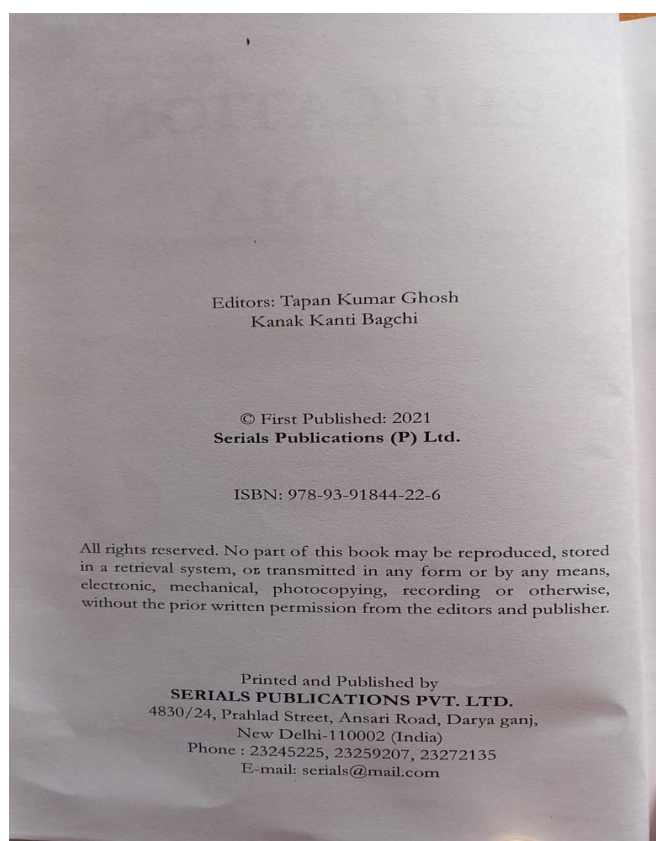 Editors: Tapan Kumar Ghosh
Kanak Kanti Bagchi
© First Published: 2021
Serials Publications (P) Ltd.
ISBN: 978-93-91844-22-6
All rights reserved. No part of this book may be reproduced, stored
in a retrieval system, or transmitted in any form or by any means,
electronic, mechanical, photocopying, recording or otherwise,
without the prior written permission from the editors and publisher.
Printed and Published by
SERIALS PUBLICATIONS PVT. LTD.
4830/24, Prahlad Street, Ansari Road, Darya ganj,
New Delhi-110002 (India)
Phone : 23245225, 23259207, 23272135
E-mail: serials@mail.com